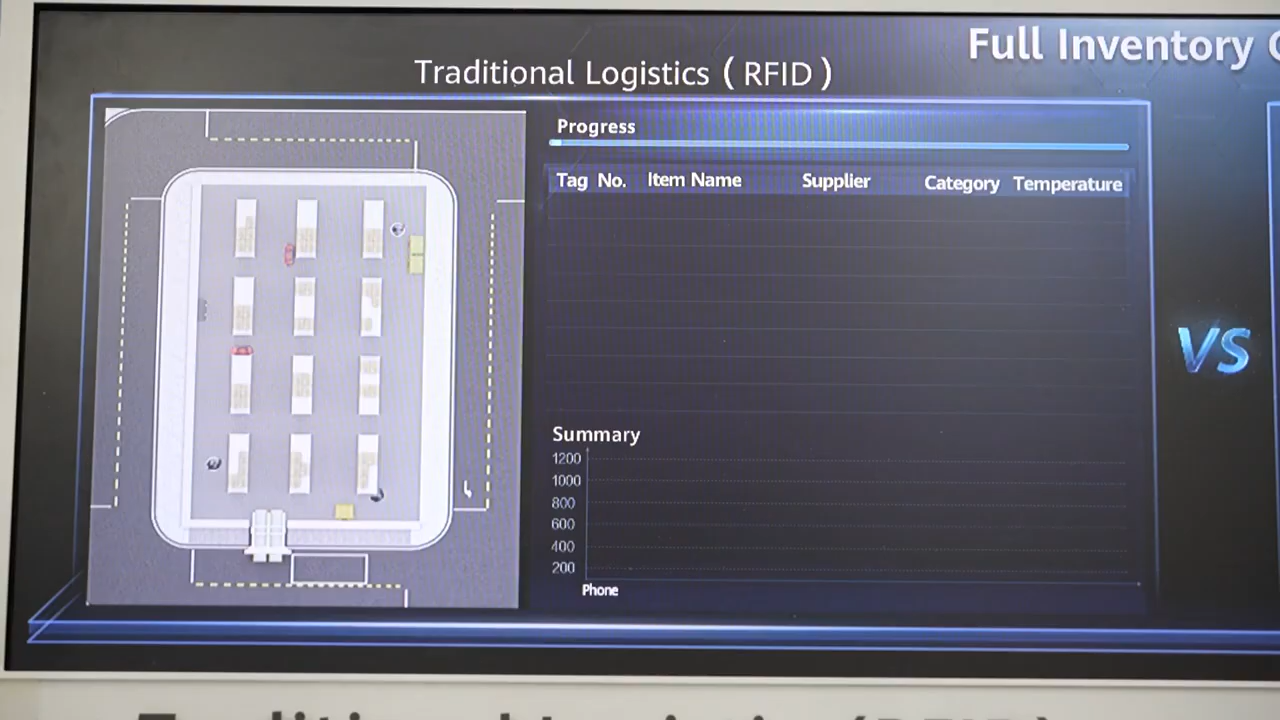 Full Inventory
Traditional Logistics (RFID)
Progress
Tag No. Item Name Supplier Category Temperature
VS
Summary
1200
1000
800
600
400
200
Phone